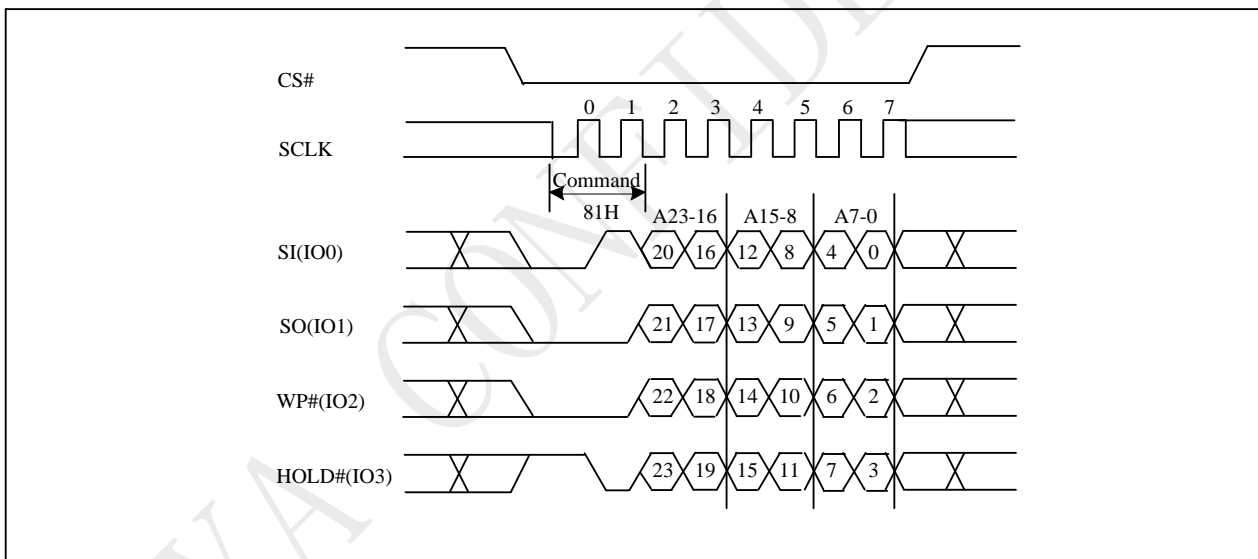 CONFIDE
VA
CS#
0 1 2 3 4 5 6 7
SCLK
Command
81H
A23-16 A15-8 A7-0
SI(IO0) 20 16 12 8 4 0
SO(IO1) 21 17 13 9 5 1
WP#(IO2) 22 18 14 10 6 2
HOLD#(IO3) 23 19 15 11 7 3